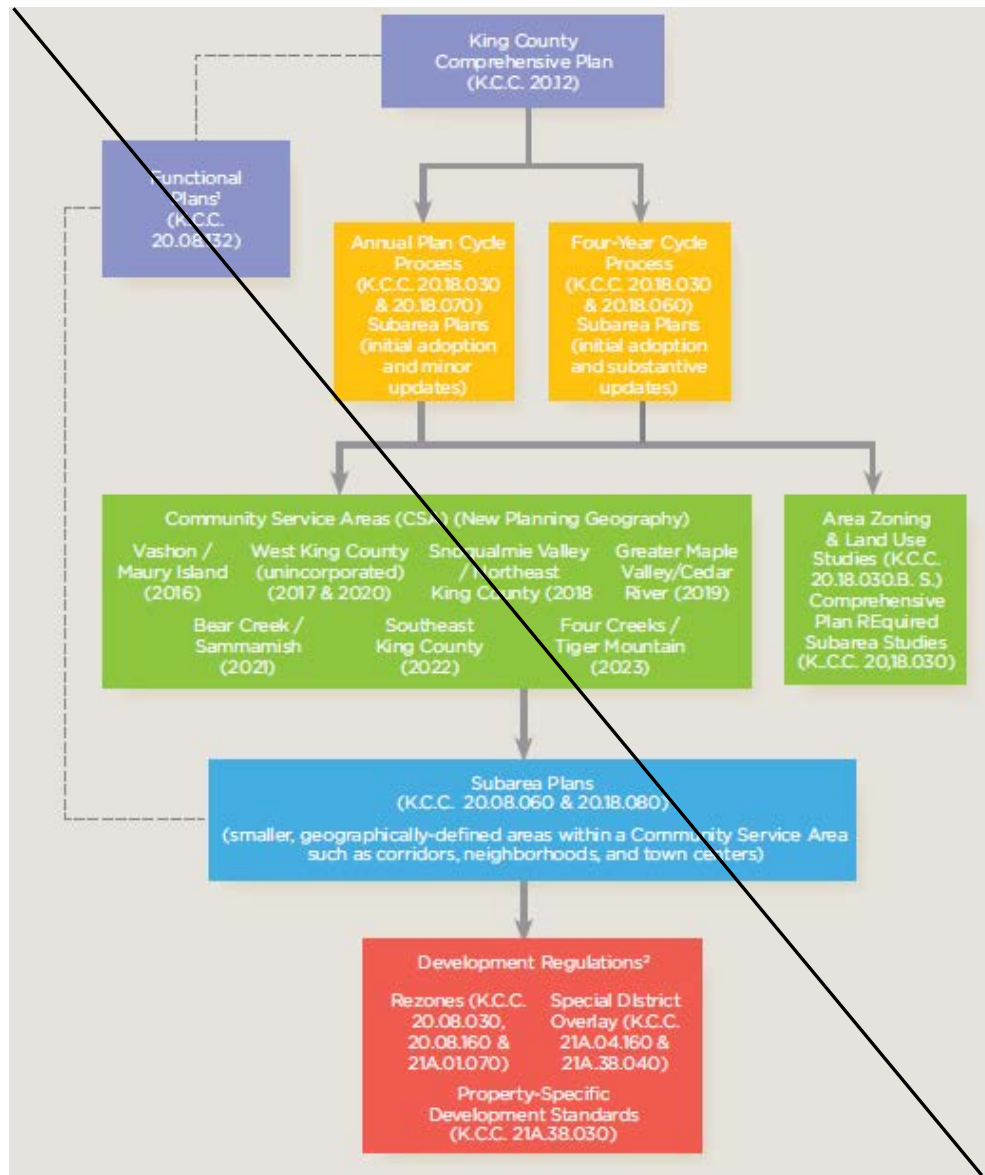 King County
Comprehensive Plan
(K.C.C. 20.12)
Functional
Plans¹
(K.C.C.
20.08.132)
Annual Plan Cycle
Process
(K.C.C. 20.18.030
& 20.18.070)
Subarea Plans
(initial adoption
and minor
updates)
Four-Year Cycle
Process
(K.C.C. 20.18.030
& 20.18.060)
Subarea Plans
(initial adoption
and substantive
updates)
Community Service Areas (CSA) (New Planning Geography)
Vashon /
Maury Island
(2016)
West King County
(unincorporated)
(2017 & 2020)
Snoqualmie Valley
/ Northeast
King County (2018
Greater Maple
Valley/Cedar
River (2019)
Bear Creek /
Sammamish
(2021)
Southeast
King County
(2022)
Four Creeks /
Tiger Mountain
(2023)
Area Zoning
& Land Use
Studies (K.C.C.
20.18.030.B. S.)
Comprehensive
Plan REquired
Subarea Studies
(K..C.C. 20,18.030)
Subarea Plans
(K.C.C. 20.08.060 & 20.18.080)
(smaller, geographically-defined areas within a Community Service Area
such as corridors, neighborhoods, and town centers)
Development Regulations²
Rezones (K.C.C.
20.08.030,
20.08.160 &
21A.01.070)
Special DIstrict
Overlay (K.C.C.
21A.04.160 &
21A.38.040)
Property-Specific
Development Standards
(K.C.C. 21A.38.030)